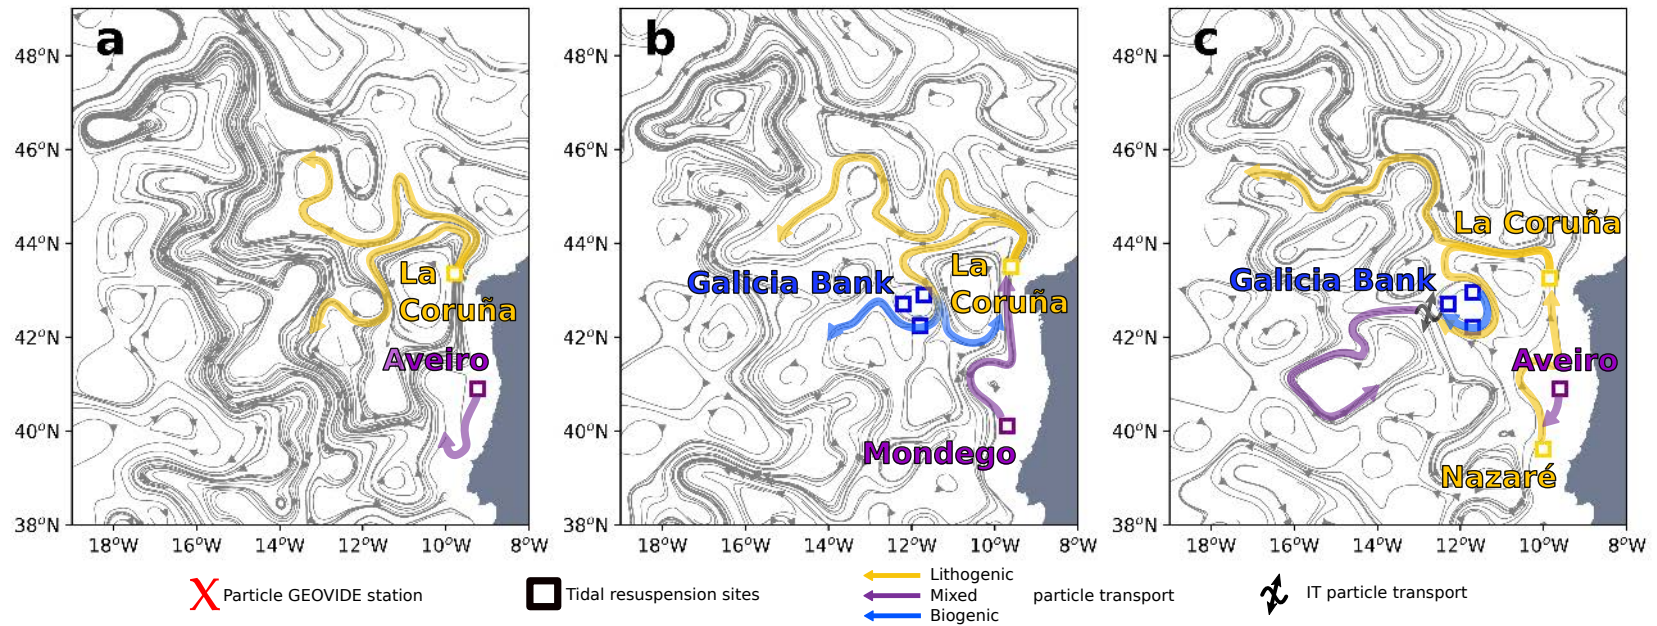 a
b
c
48°N
46°N
44°N
42°N
40°N
38°N
18°W
16°W
14°W
12°W
10°W
8°W
La
Coruña
Aveiro
48°N
46°N
44°N
42°N
40°N
38°N
18°W
16°W
14°W
12°W
10°W
8°W
Galicia Bank
La
Coruña
Mondego
48°N
46°N
44°N
42°N
40°N
38°N
18°W
16°W
14°W
12°W
10°W
8°W
La Coruña
Galicia Bank
Aveiro
Nazaré
X Particle GEOVIDE station
Tidal resuspension sites
Lithogenic
Mixed
Biogenic
particle transport
IT particle transport